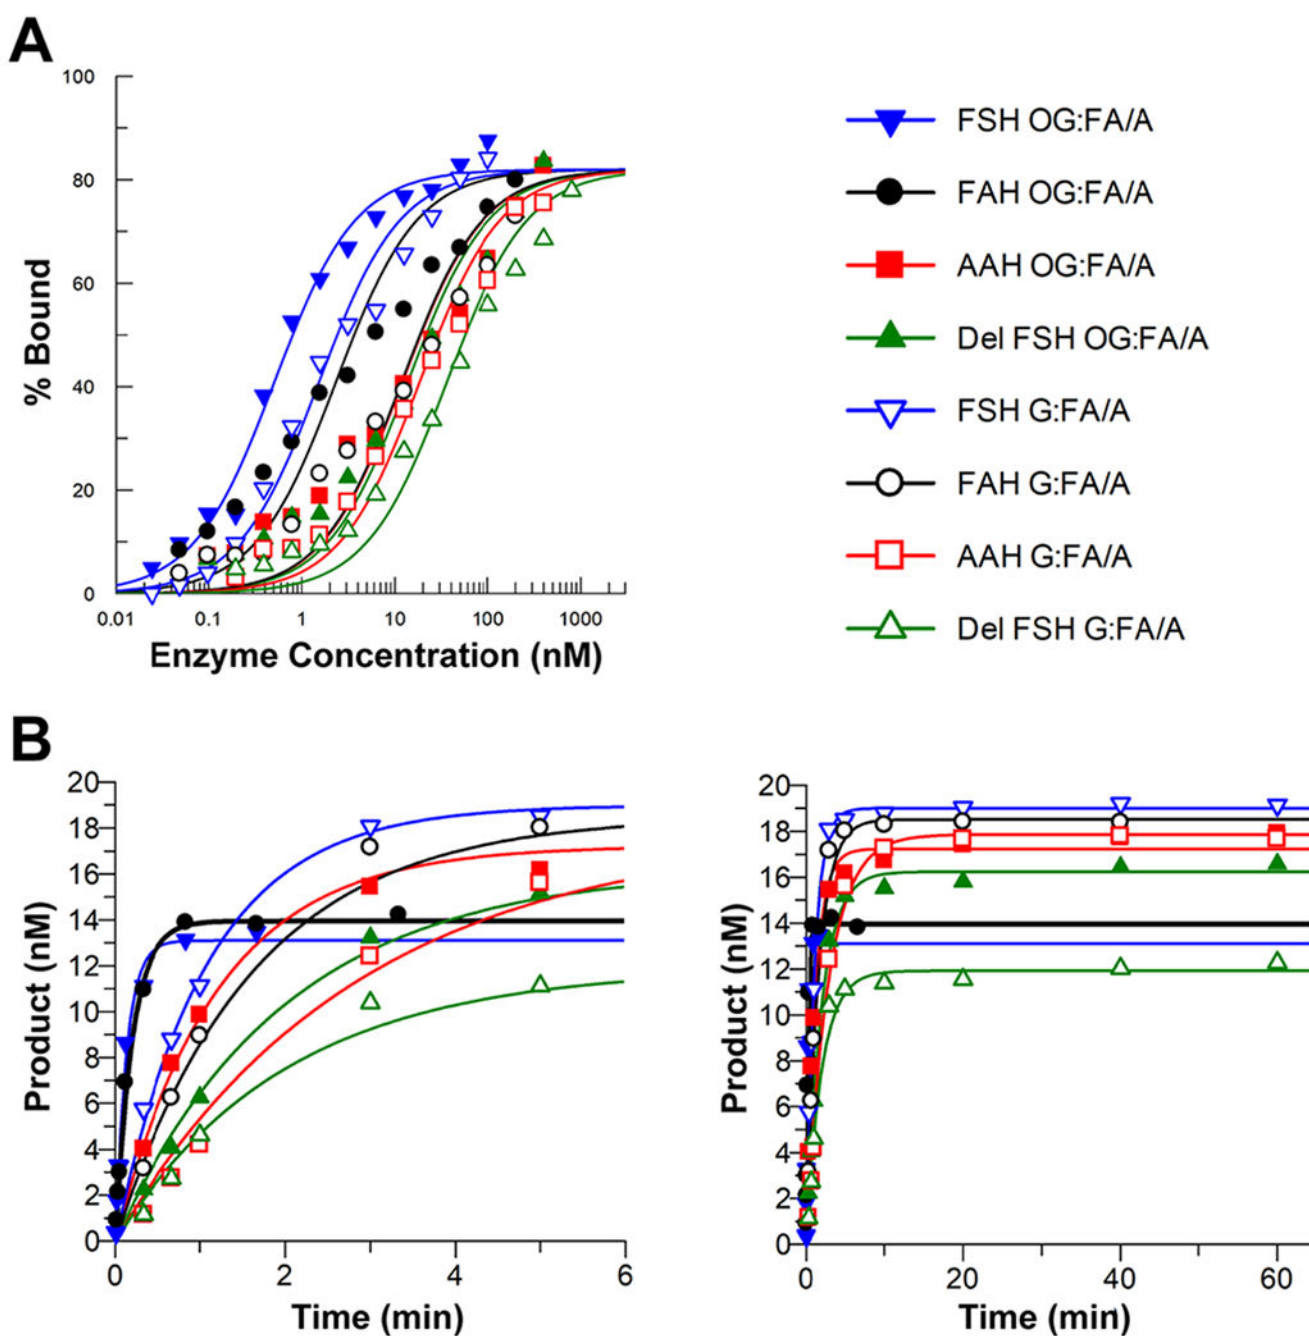 A
100
80
60
40
20
0
% Bound
0.01 0.1 1 10 100 1000
Enzyme Concentration (nM)
FSH OG:FA/A
FAH OG:FA/A
AAH OG:FA/A
Del FSH OG:FA/A
FSH G:FA/A
FAH G:FA/A
AAH G:FA/A
Del FSH G:FA/A
B
20
18
16
14
12
10
8
6
4
2
0
Product (nM)
0 2 4 6
Time (min)
20
18
16
14
12
10
8
6
4
2
0
Product (nM)
0 20 40 60
Time (min)